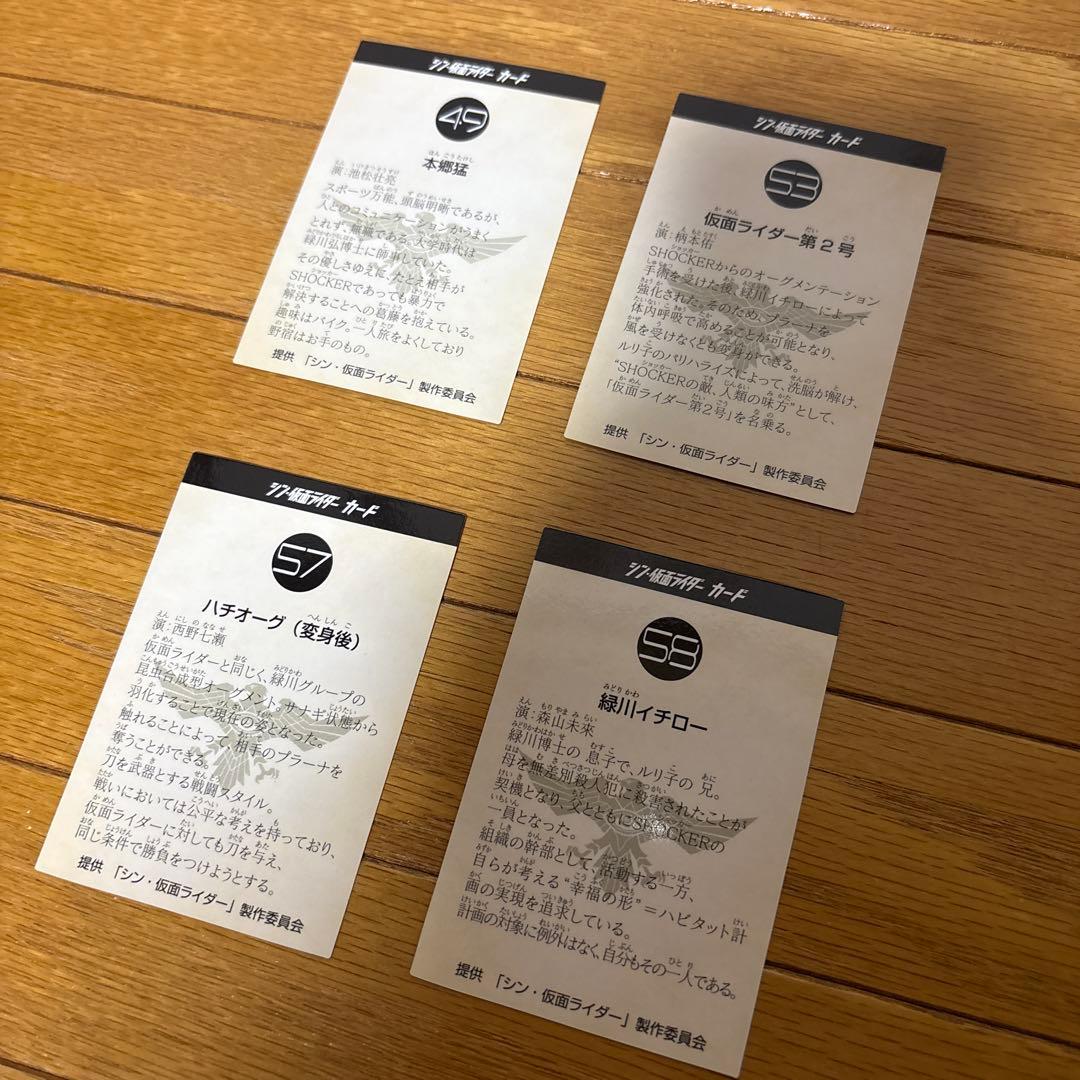 シン・仮面ライダー カード
49
本郷猛
演：池松壮亮
スポーツ万能、頭脳明晰であるが、
人とのコミュニケーションがうまく
とれず、無職である。大学時代は
緑川弘博士に師事していた。
その優しさゆえに、たとえ相手が
SHOCKERであっても暴力で
解決することへの葛藤を抱えている。
趣味はバイク。一人旅をよくしており
野宿はお手のもの。
提供 「シン・仮面ライダー」製作委員会
シン・仮面ライダー カード
53
仮面ライダー第2号
演：柄本佑
SHOCKERからのオーグメンテーション
手術を受けた後、緑川イチローによって
強化された。そのため、プラーナを
体内呼吸で高めることが可能となり、
風を受けなくとも変身ができる。
ルリ子のパリハライズによって、洗脳が解け、
“SHOCKERの敵、人類の味方”として、
「仮面ライダー第2号」を名乗る。
提供 「シン・仮面ライダー」製作委員会
シン・仮面ライダー カード
57
ハチオーグ（変身後）
演：西野七瀬
仮面ライダーと同じく、緑川グループの
昆虫合成型オーグメント。サナギ状態から
羽化することで現在の姿となった。
触れることによって、相手のプラーナを
奪うことができる。
刀を武器とする戦闘スタイル。
戦いにおいては公平な考えを持っており、
仮面ライダーに対しても刀を与え、
同じ条件で勝負をつけようとする。
提供 「シン・仮面ライダー」製作委員会
シン・仮面ライダー カード
58
緑川イチロー
演：森山未來
緑川博士の息子で、ルリ子の兄。
母を無差別殺人犯に殺害されたことが
契機となり、父とともにSHOCKERの
一員となった。
組織の幹部として、活動する一方、
自らが考える“幸福の形”＝ハビタット計
画の実現を追求している。
計画の対象に例外はなく、自分もその一人である。
提供 「シン・仮面ライダー」製作委員会